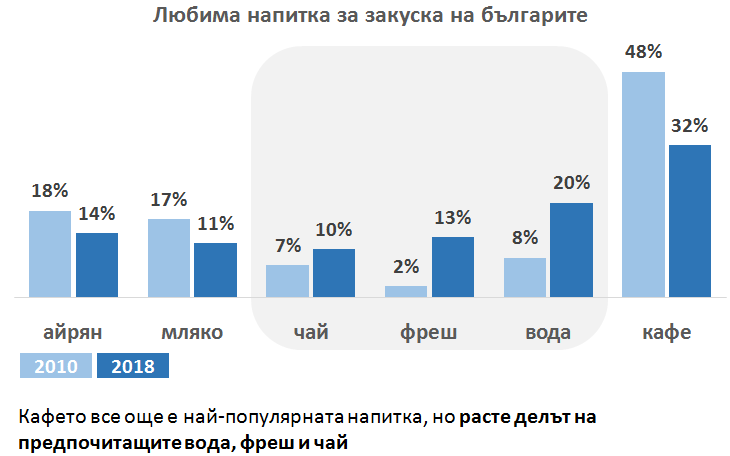 Любима напитка за закуска на българите
48%
32%
18%
14%
17%
11%
7%
10%
2%
13%
8%
20%
айрян
мляко
чай
фреш
вода
кафе
2010
2018
Кафето все още е най-популярната напитка, но расте делът на
предпочитащите вода, фреш и чай